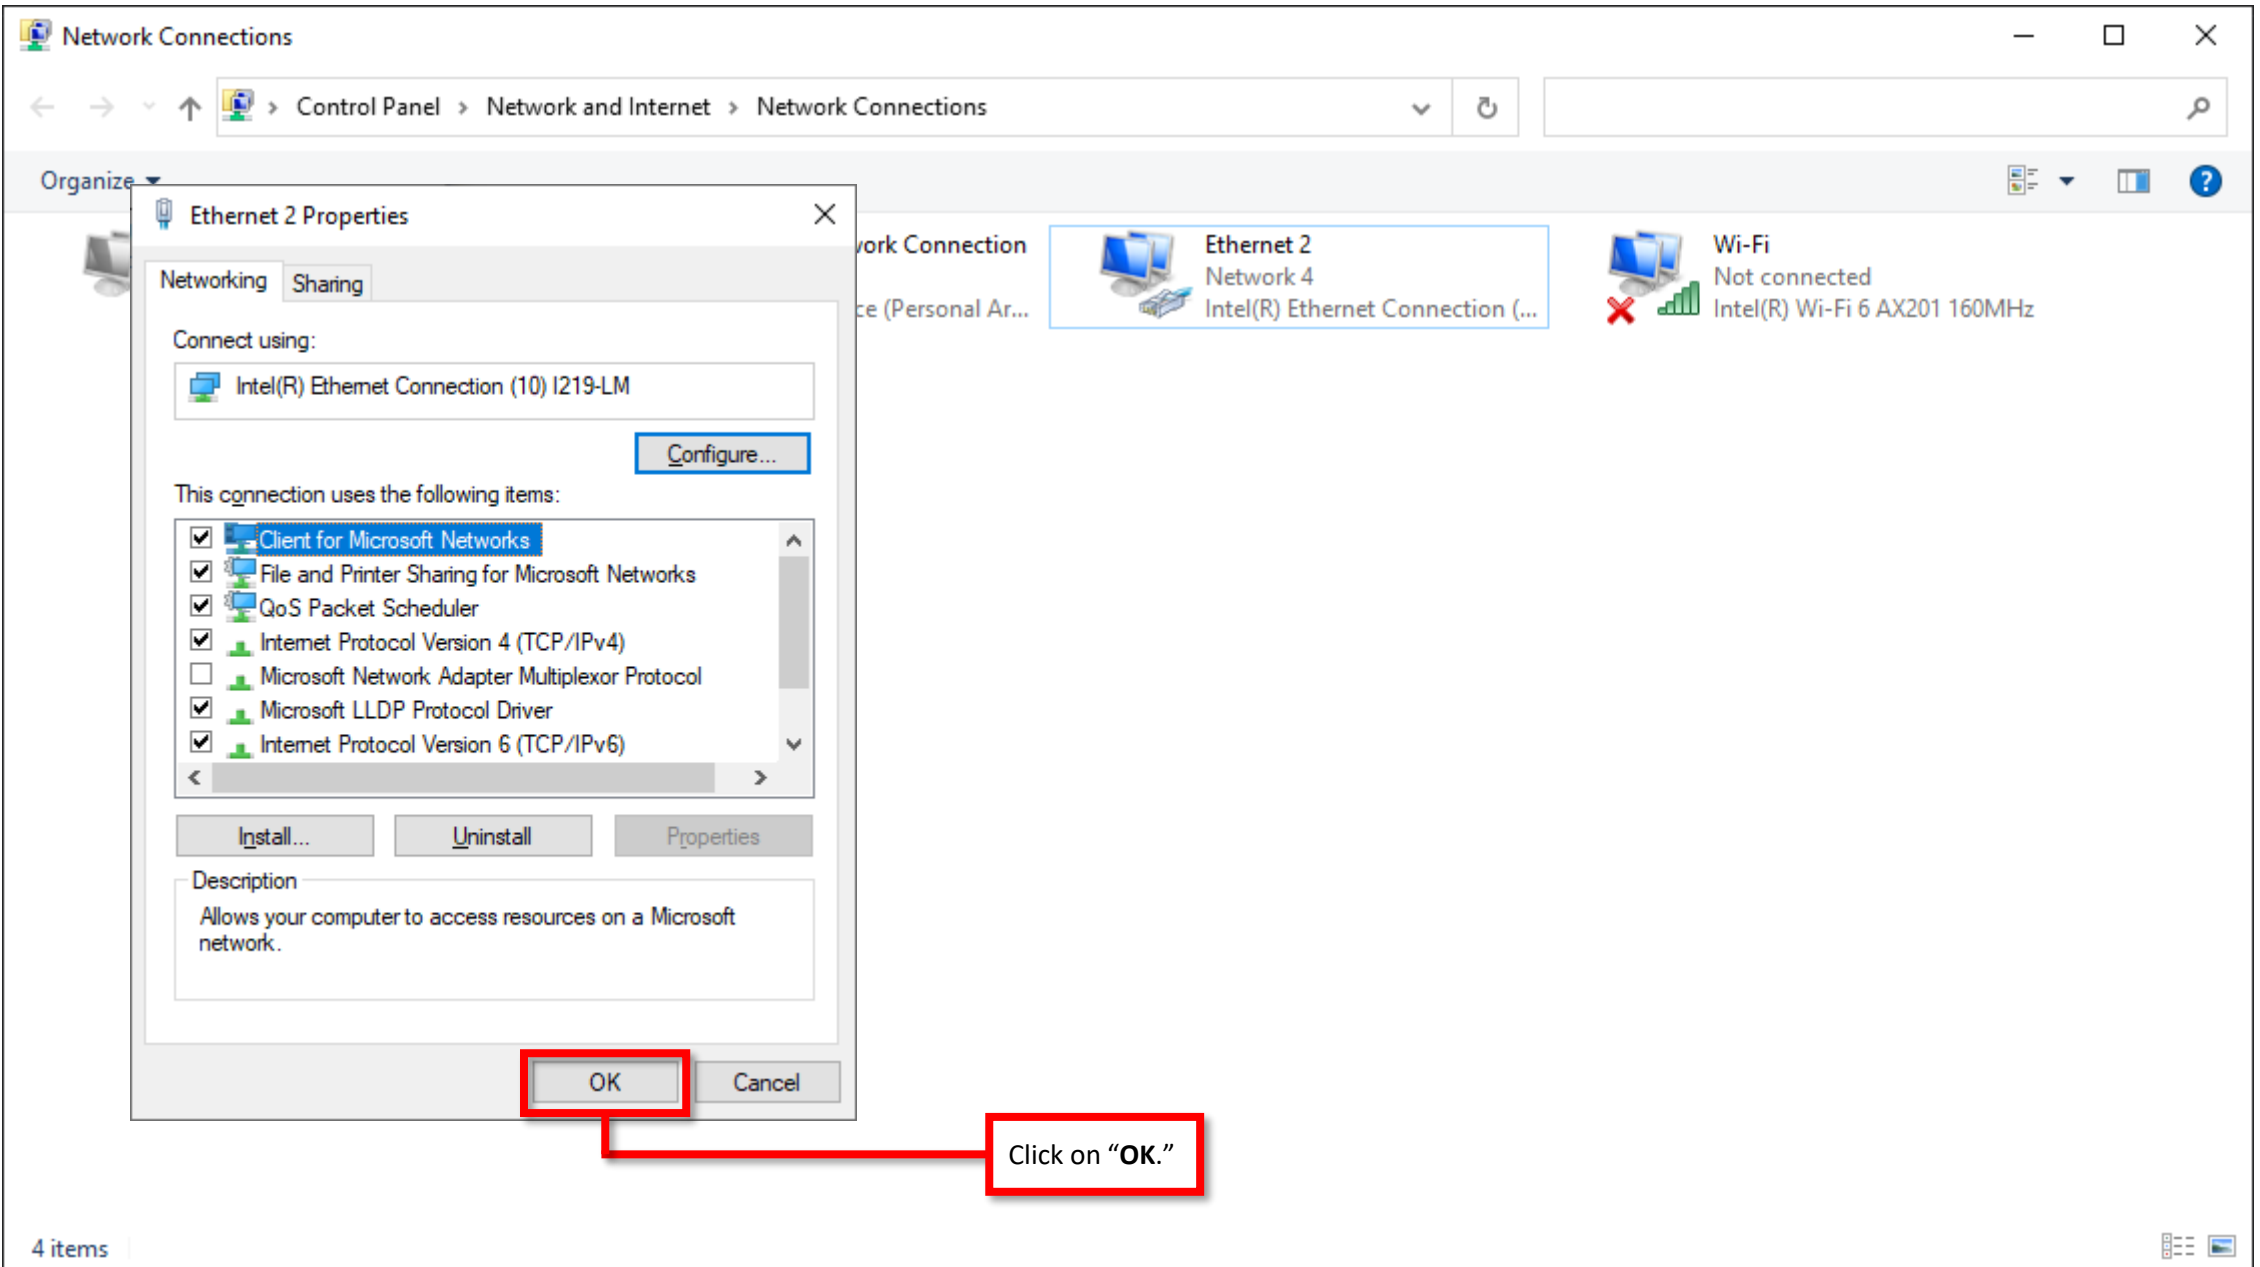 Network Connections
Control Panel > Network and Internet > Network Connections
Organize
Ethernet 2 Properties
Networking
Sharing
Connect using:
Intel(R) Ethernet Connection (10) I219-LM
Configure...
This connection uses the following items:
Client for Microsoft Networks
File and Printer Sharing for Microsoft Networks
QoS Packet Scheduler
Internet Protocol Version 4 (TCP/IPv4)
Microsoft Network Adapter Multiplexor Protocol
Microsoft LLDP Protocol Driver
Internet Protocol Version 6 (TCP/IPv6)
Install...
Uninstall
Properties
Description
Allows your computer to access resources on a Microsoft
network.
OK
Cancel
Connection
(Personal Ar...
Ethernet 2
Network 4
Intel(R) Ethernet Connection (...
Wi-Fi
Not connected
Intel(R) Wi-Fi 6 AX201 160MHz
Click on “OK.”
4 items